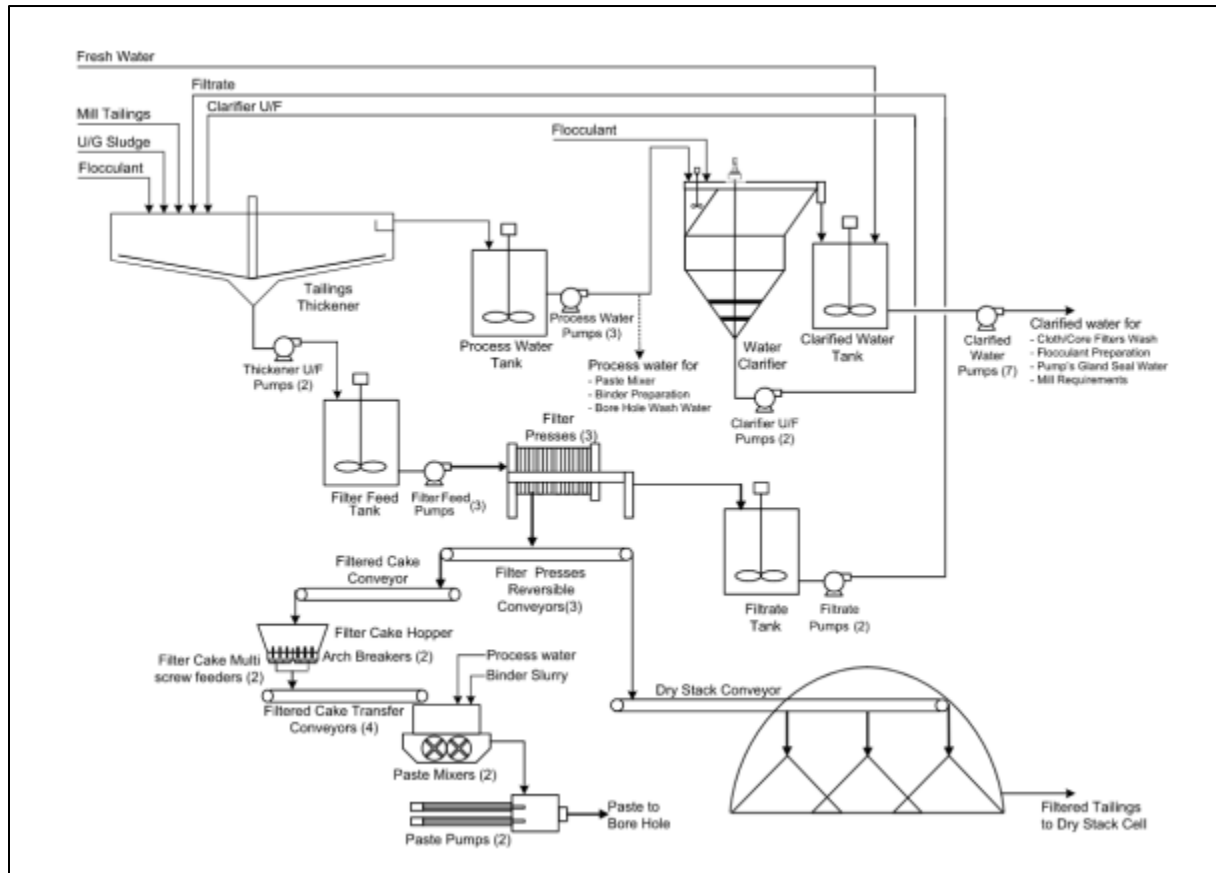 Fresh Water
Filtrate
Clarifier U/F
Mill Tailings
U/G Sludge
Flocculant
Flocculant
Tailings
Thickener
Process Water
Pumps (3)
Process Water
Tank
Water
Clarifier
Clarified Water
Tank
Clarified
Water
Pumps (7)
Clarified water for
- Cloth/Core Filters Wash
- Flocculant Preparation
- Pump's Gland Seal Water
- Mill Requirements
Process water for
- Paste Mixer
- Binder Preparation
- Bore Hole Wash Water
Thickener U/F
Pumps (2)
Clarifier U/F
Pumps (2)
Filter
Presses (3)
Filter Feed
Tank
Filter Feed
Pumps
(3)
Filtered Cake
Conveyor
Filter Presses
Reversible
Conveyors(3)
Filtrate
Tank
Filtrate
Pumps (2)
Filter Cake Hopper
Arch Breakers (2)
Filter Cake Multi
screw feeders (2)
Process water
Binder Slurry
Dry Stack Conveyor
Filtered Cake Transfer
Conveyors (4)
Paste Mixers (2)
Paste to
Bore Hole
Paste Pumps (2)
Filtered Tailings
to Dry Stack Cell